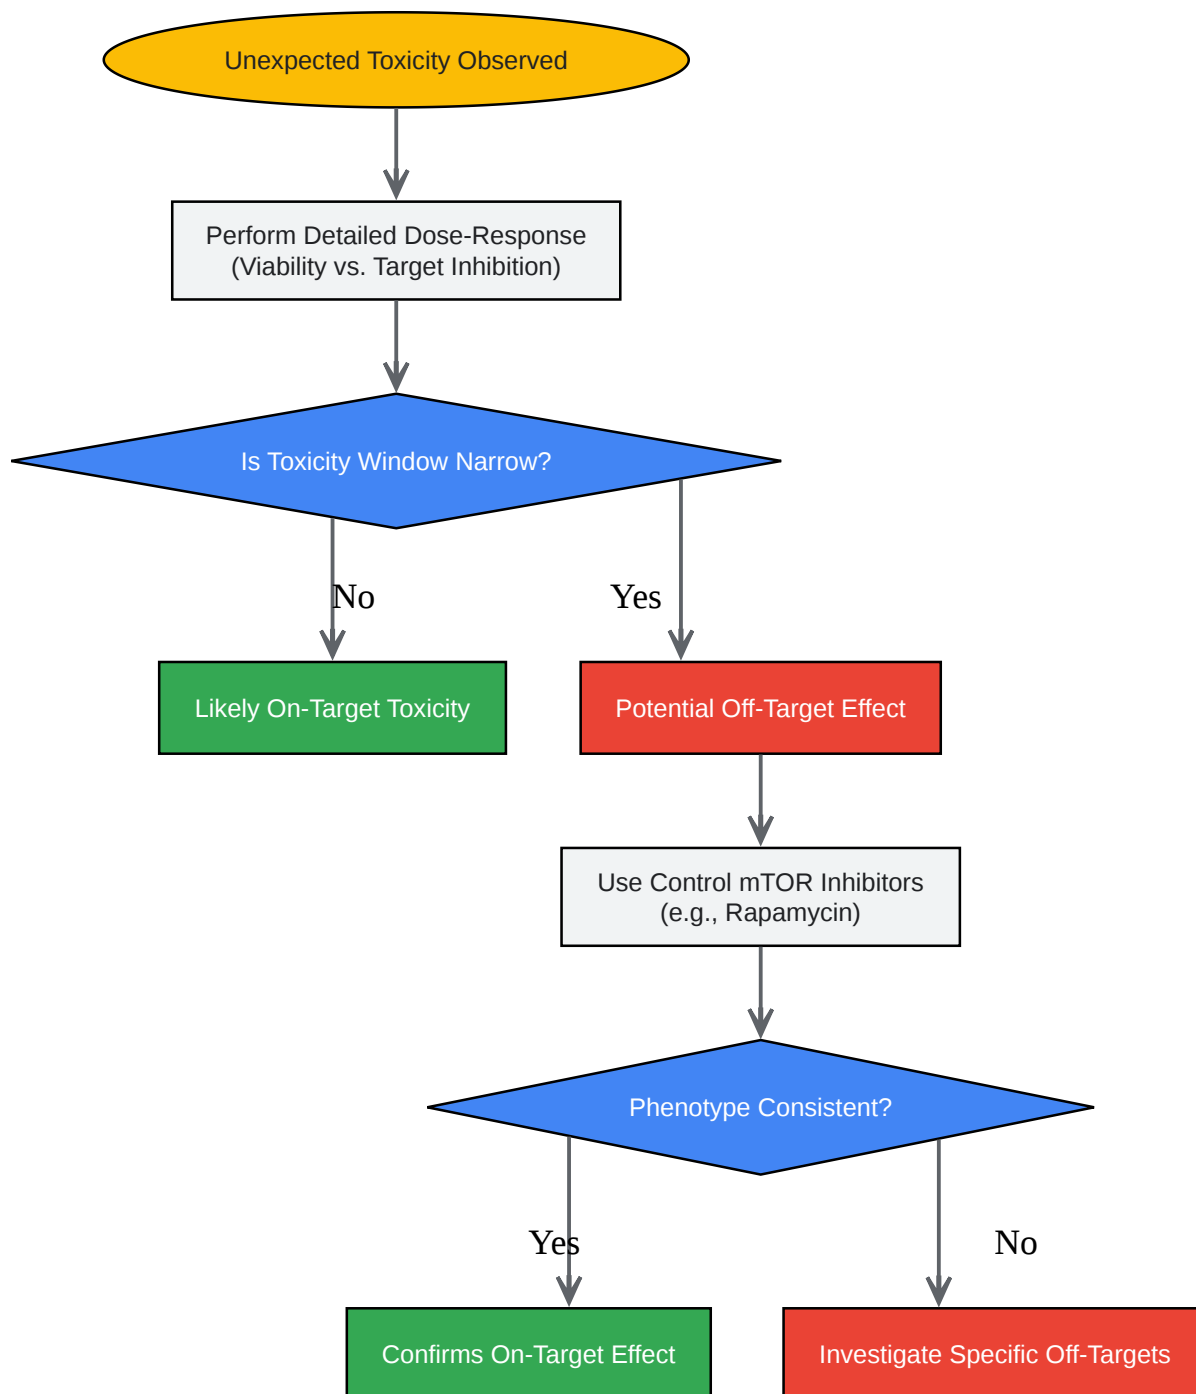 Unexpected Toxicity Observed
Perform Detailed Dose-Response
(Viability vs. Target Inhibition)
Is Toxicity Window Narrow?
No
Yes
Likely On-Target Toxicity
Potential Off-Target Effect
Use Control mTOR Inhibitors
(e.g., Rapamycin)
Phenotype Consistent?
Yes
No
Confirms On-Target Effect
Investigate Specific Off-Targets